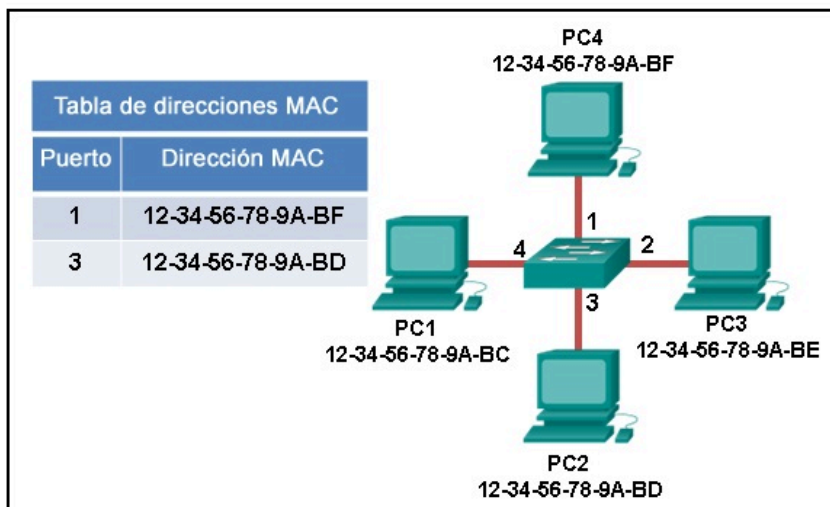 Tabla de direcciones MAC
Puerto Dirección MAC
1 12-34-56-78-9A-BF
3 12-34-56-78-9A-BD
PC4
12-34-56-78-9A-BF
1
4
2
3
PC1
12-34-56-78-9A-BC
PC3
12-34-56-78-9A-BE
PC2
12-34-56-78-9A-BD